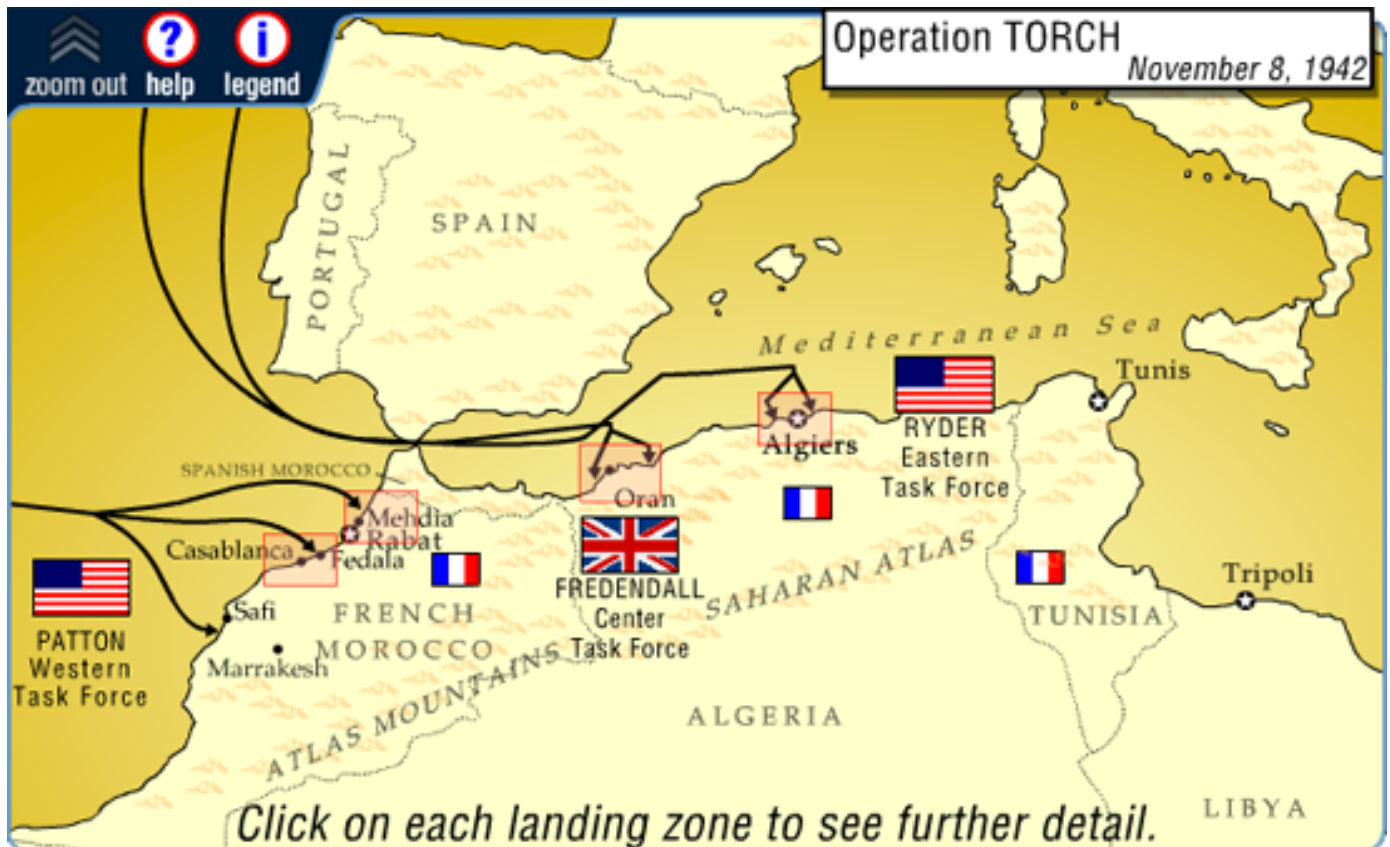 zoom out
help
legend
Operation TORCH
November 8, 1942
PORTUGAL
SPAIN
Mediterranean Sea
Tunis
RYDER
Eastern
Task Force
Algiers
SPANISH MOROCCO
Oran
Mehdia
Rabat
Casablanca
Fedala
FREDENDALL
Center
Task Force
SAHARAN ATLAS
Tripoli
Safi
FRENCH
MOROCCO
TUNISIA
PATTON
Western
Task Force
Marrakesh
ATLAS MOUNTAINS
ALGERIA
LIBYA
Click on each landing zone to see further detail.